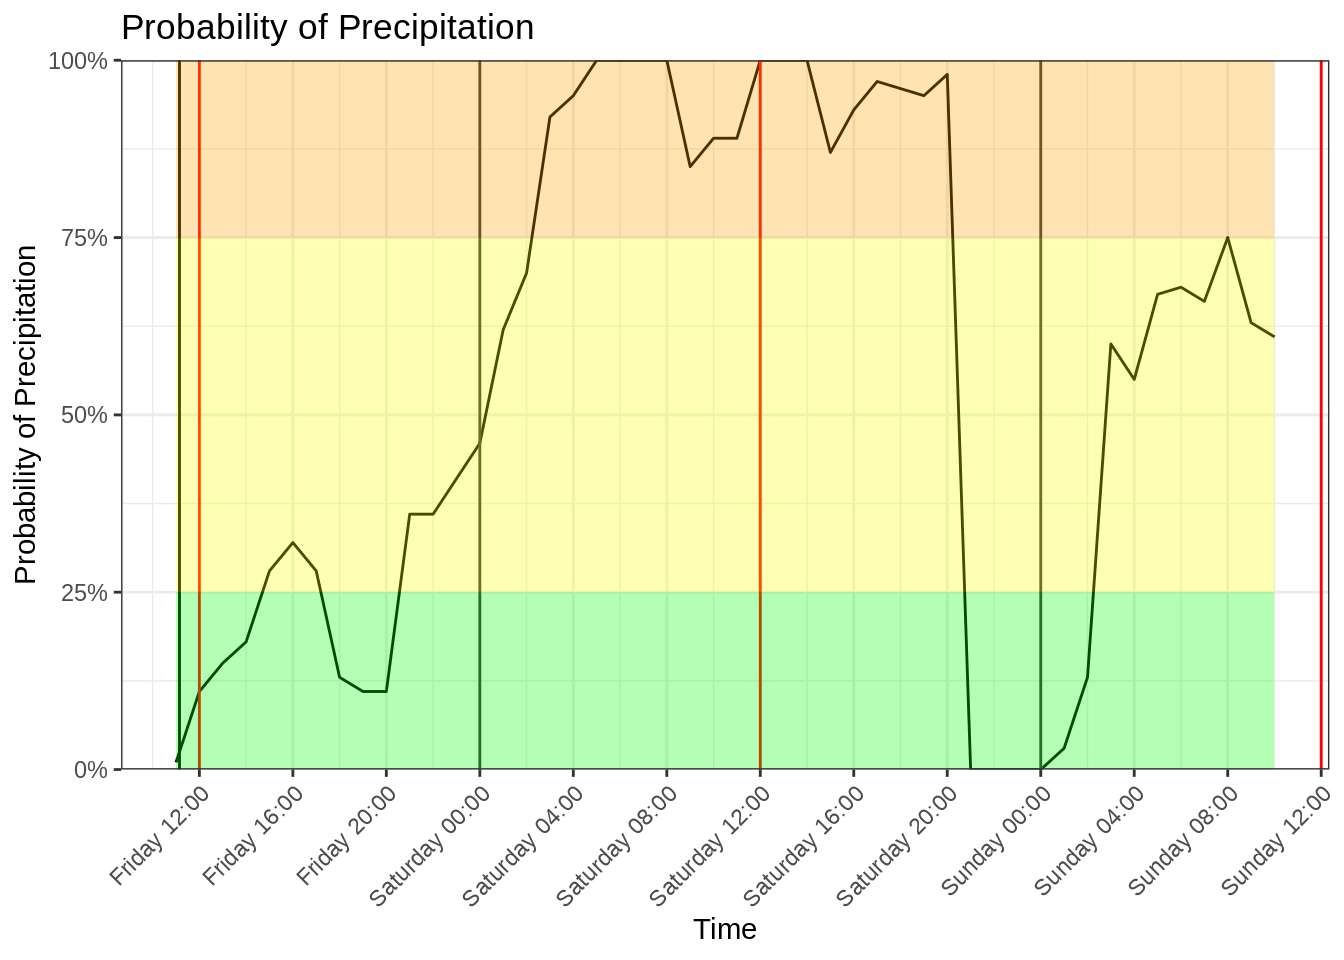 Probability of Precipitation
Probability of Precipitation
100%
75%
50%
25%
0%
Friday 12:00
Friday 16:00
Friday 20:00
Saturday 00:00
Saturday 04:00
Saturday 08:00
Saturday 12:00
Saturday 16:00
Saturday 20:00
Sunday 00:00
Sunday 04:00
Sunday 08:00
Sunday 12:00
Time